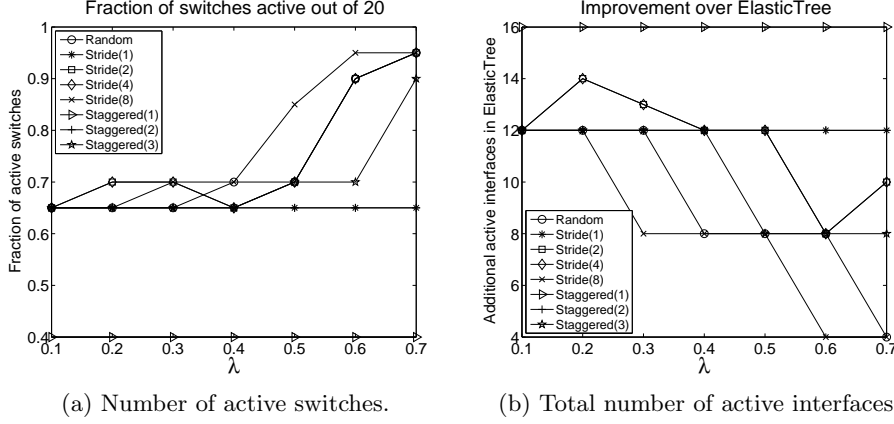 Fraction of switches active out of 20
1
0.9
0.8
0.7
0.6
0.5
0.4
Fraction of active switches
Random
Stride(1)
Stride(2)
Stride(4)
Stride(8)
Staggered(1)
Staggered(2)
Staggered(3)
0.1 0.2 0.3 0.4 0.5 0.6 0.7
λ
(a) Number of active switches.
Improvement over ElasticTree
16
14
12
10
8
6
4
Additional active interfaces in ElasticTree
Random
Stride(1)
Stride(2)
Stride(4)
Stride(8)
Staggered(1)
Staggered(2)
Staggered(3)
0.1 0.2 0.3 0.4 0.5 0.6 0.7
λ
(b) Total number of active interfaces